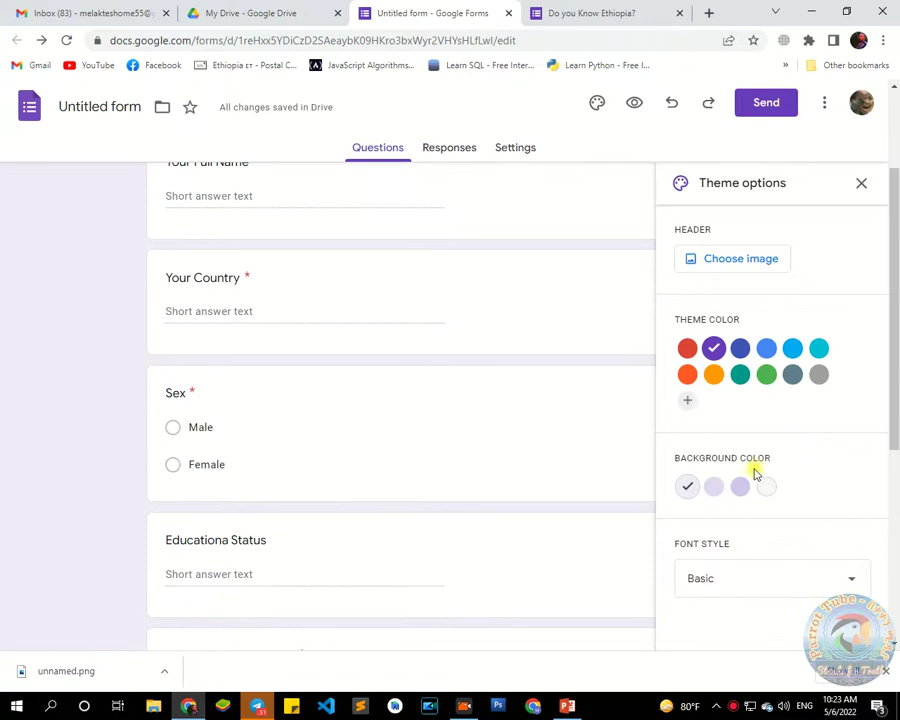 Inbox (83) - melakteshome55@g
My Drive - Google Drive
Untitled form - Google Forms
Do you Know Ethiopia?
docs.google.com/forms/d/1reHxx5YDiCzD2SAeaybK09HKro3bxWyr2VHYsHLfLwI/edit
Gmail
YouTube
Facebook
Ethiopia ET - Postal C...
JavaScript Algorithms...
Learn SQL - Free Inter...
Learn Python - Free I...
»
Other bookmarks
Untitled form
All changes saved in Drive
Send
Questions
Responses
Settings
Your Full Name
Short answer text
Your Country *
Short answer text
Sex *
Male
Female
Educationa Status
Short answer text
Theme options
HEADER
Choose image
THEME COLOR
BACKGROUND COLOR
FONT STYLE
Basic
Parrot Tube
unnamed.png
Show all
80°F
ENG
10:23 AM
5/6/2022